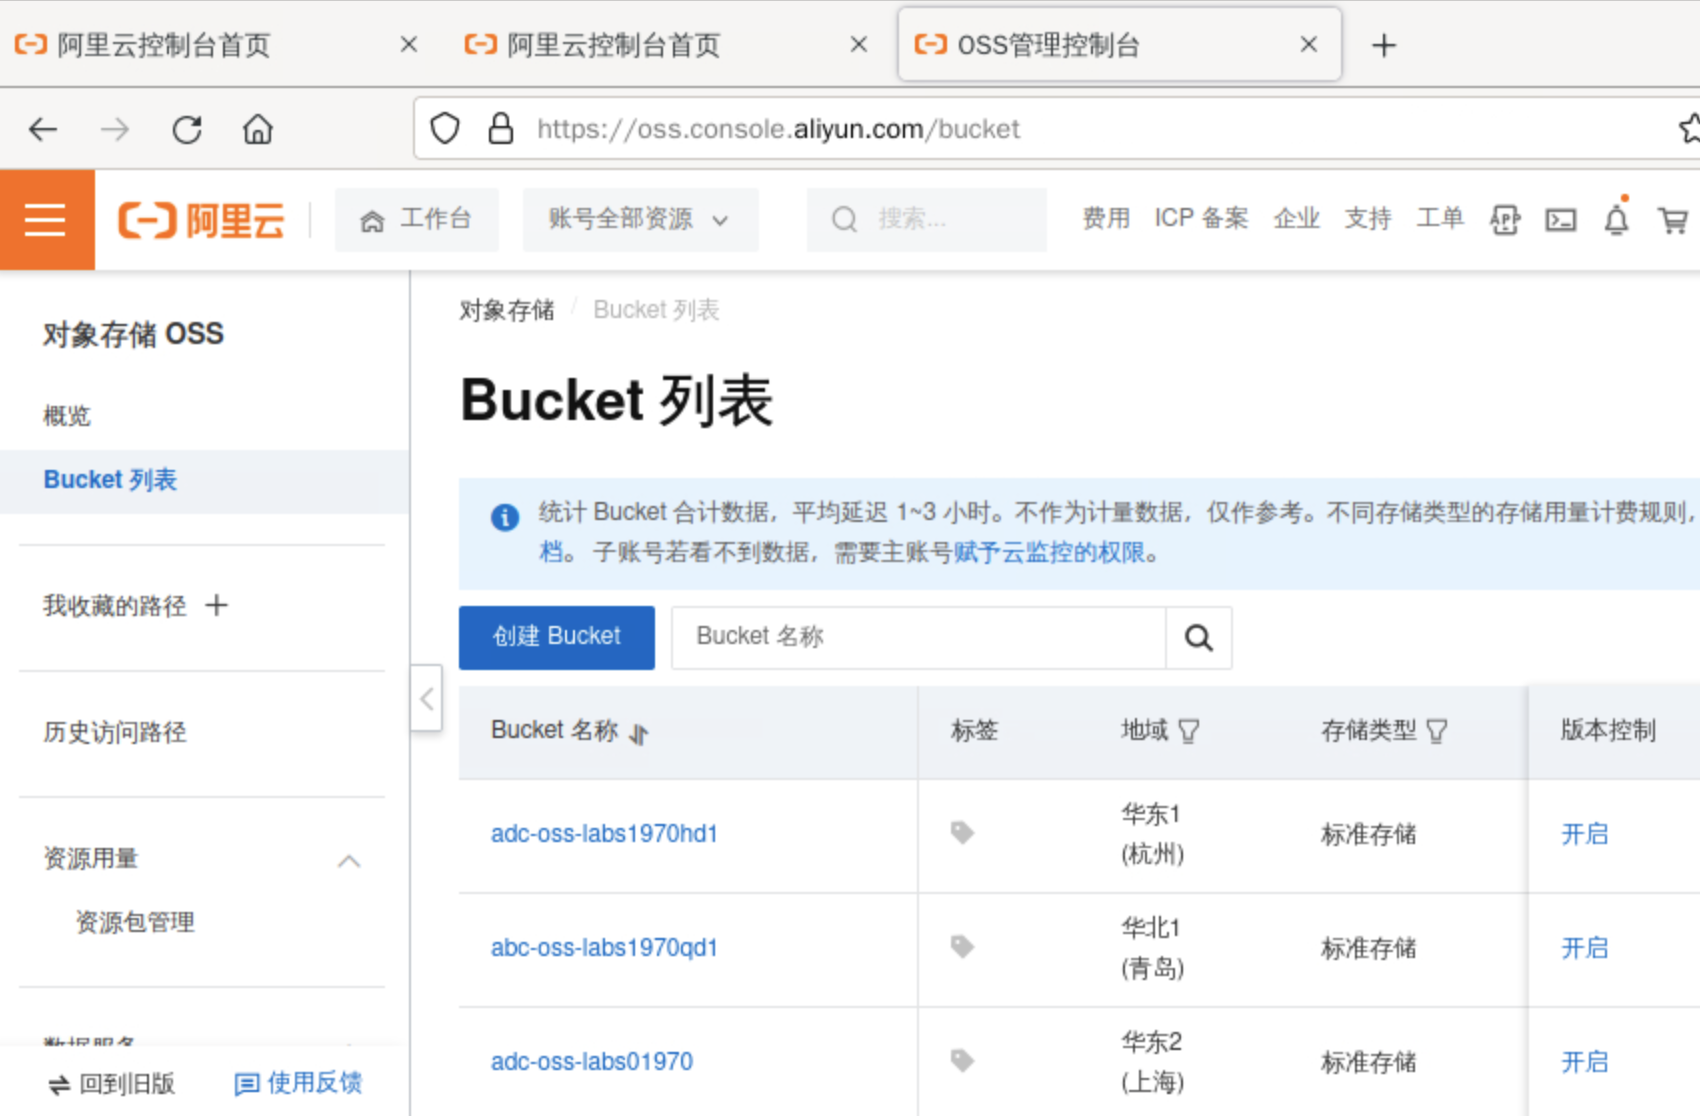 阿里云控制台首页
阿里云控制台首页
OSS管理控制台
https://oss.console.aliyun.com/bucket
阿里云
工作台
账号全部资源
搜索...
费用
ICP 备案
企业
支持
工单
对象存储 OSS
概览
Bucket 列表
我收藏的路径
历史访问路径
资源用量
资源包管理
数据服务
回到旧版
使用反馈
对象存储 / Bucket 列表
Bucket 列表
统计 Bucket 合计数据，平均延迟 1~3 小时。不作为计量数据，仅作参考。不同存储类型的存储用量计费规则，
档。 子账号若看不到数据，需要主账号赋予云监控的权限。
创建 Bucket
Bucket 名称
Bucket 名称 标签 地域 存储类型 版本控制
adc-oss-labs1970hd1 华东1 (杭州) 标准存储 开启
abc-oss-labs1970qd1 华北1 (青岛) 标准存储 开启
adc-oss-labs01970 华东2 (上海) 标准存储 开启